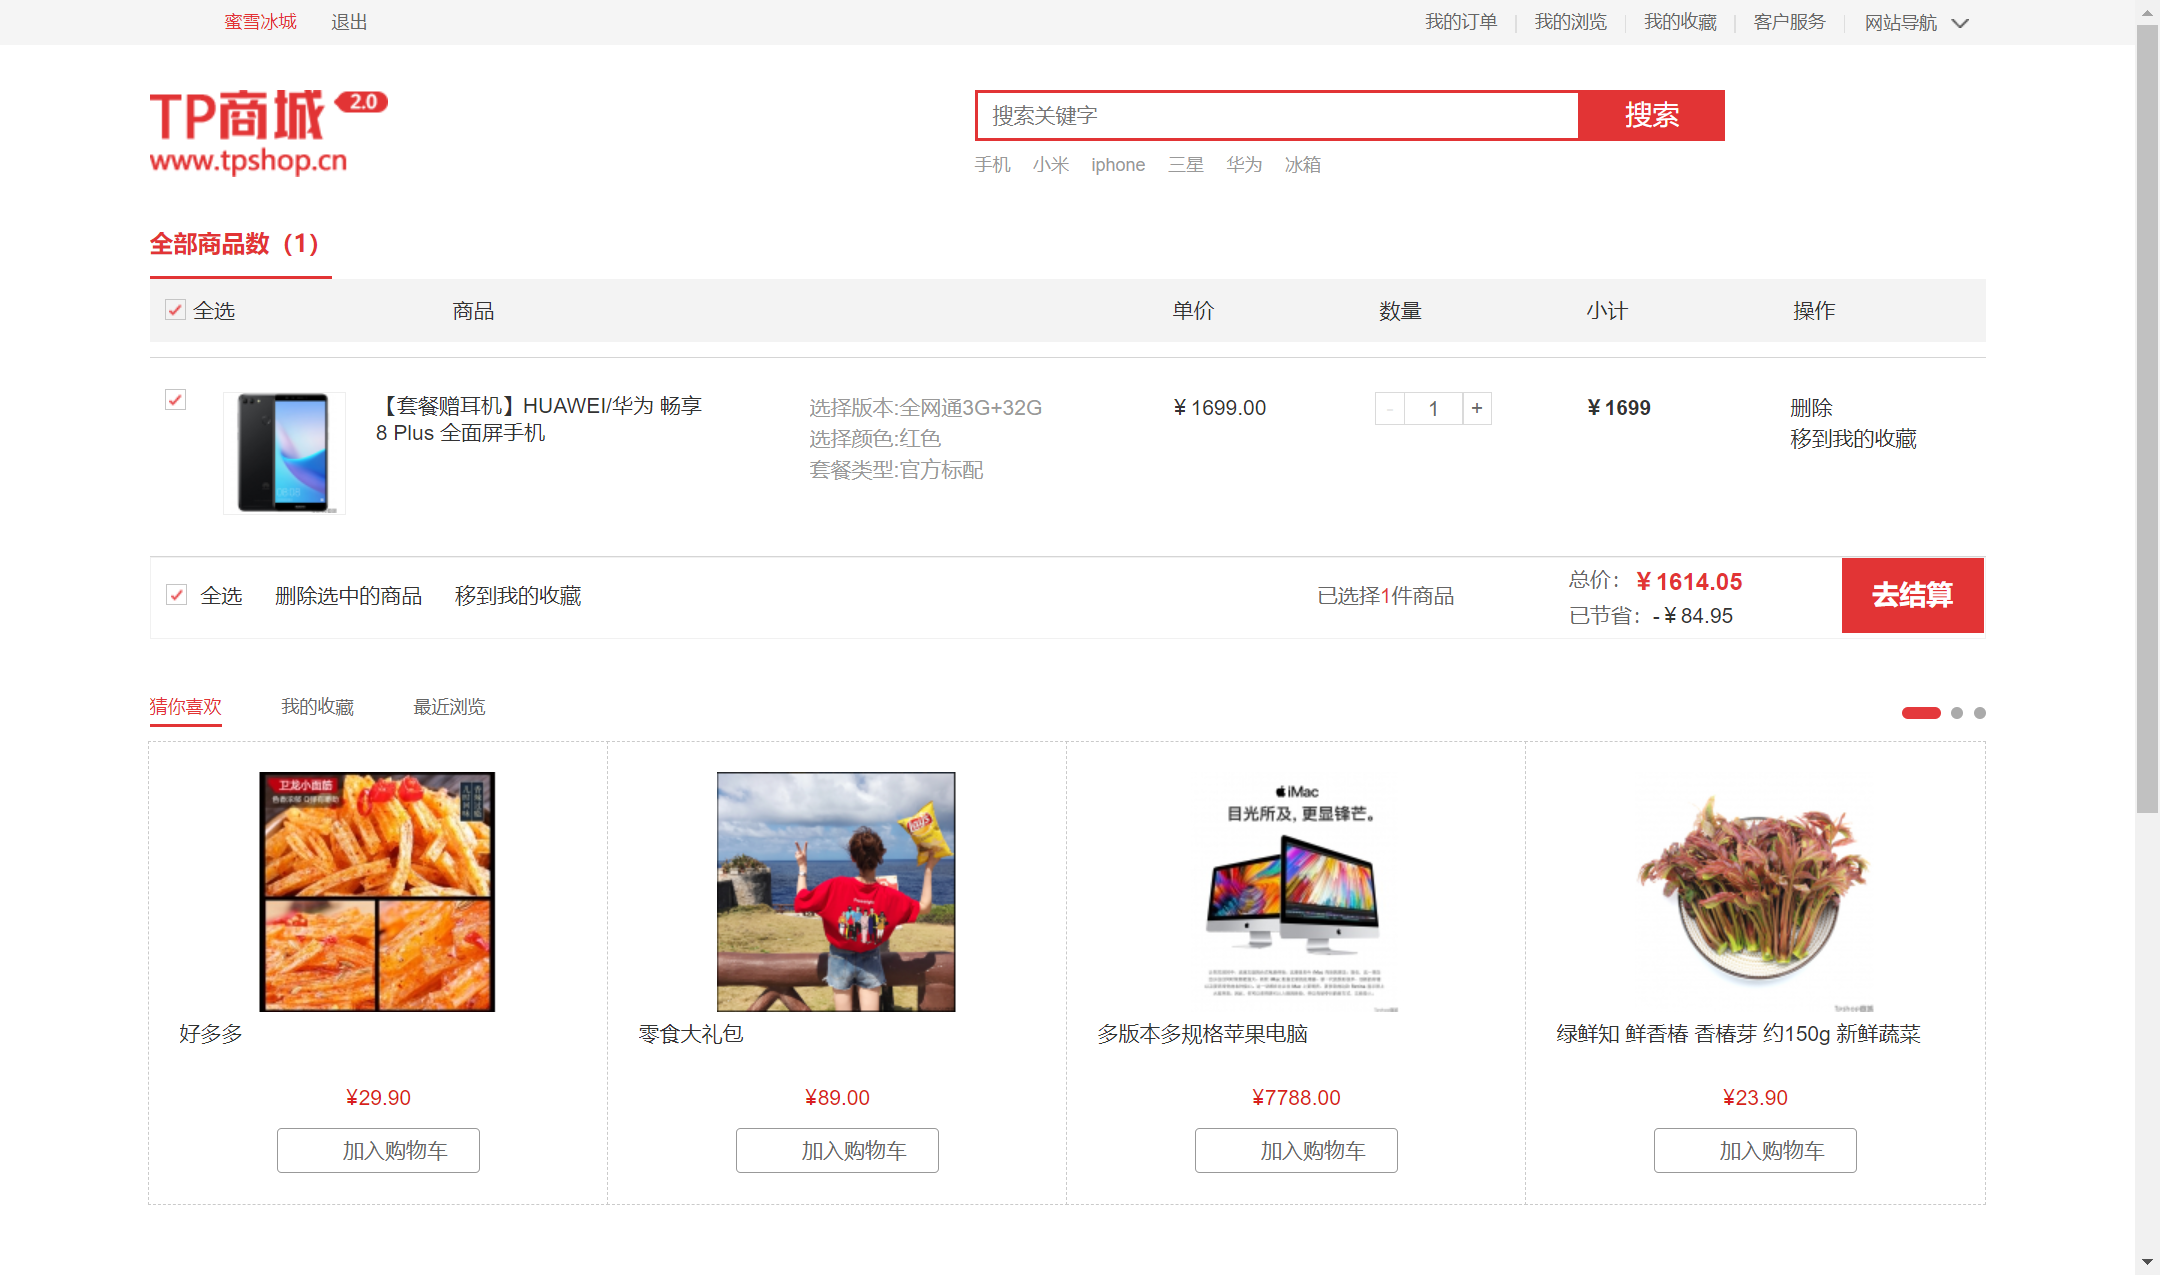 蜜雪冰城 退出 我的订单 我的浏览 我的收藏 客户服务 网站导航
TP商城 2.0
www.tpshop.cn
搜索关键字 搜索
手机 小米 iphone 三星 华为 冰箱
全部商品数（1）
全选 商品 单价 数量 小计 操作
【套餐赠耳机】HUAWEI/华为 畅享
8 Plus 全面屏手机
选择版本:全网通3G+32G
选择颜色:红色
套餐类型:官方标配
¥ 1699.00
- 1 +
¥ 1699
删除
移到我的收藏
全选 删除选中的商品 移到我的收藏 已选择1件商品
总价： ¥ 1614.05
已节省：-¥ 84.95
去结算
猜你喜欢 我的收藏 最近浏览
卫龙小面筋
Lay's
iMac
目光所及，更显锋芒。
好多多 零食大礼包 多版本多规格苹果电脑 绿鲜知 鲜香椿 香椿芽 约150g 新鲜蔬菜
¥29.90 ¥89.00 ¥7788.00 ¥23.90
加入购物车 加入购物车 加入购物车 加入购物车